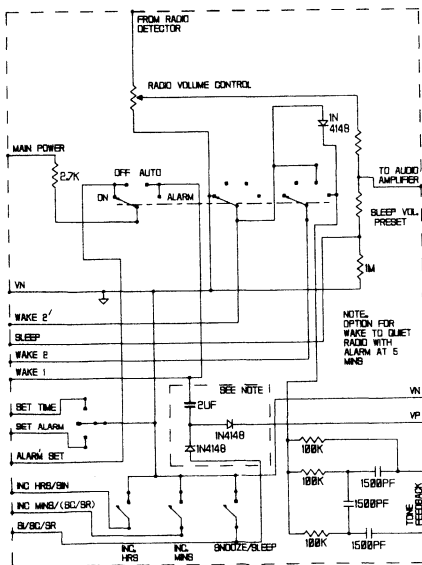 FROM RADIO
DETECTOR
RADIO VOLUME CONTROL
1N
4148
MAIN POWER
2.7K
OFF AUTO
ON
ALARM
TO AUDIO
AMPLIFIER
SLEEP VOL.
PRESET
1M
VN
WAKE 2'
SLEEP
WAKE 2
WAKE 1
NOTE.
OPTION FOR
WAKE TO QUIET
RADIO WITH
ALARM AT 5
MINS
SEE NOTE
VN
2UF
VP
1N4148
1N4148
SET TIME
SET ALARM
ALARM SET
INC HRS/BIN
INC MINS/(BC/SR)
BI/BC/SR
INC.
HRS
INC.
MINS
SNOOZE/SLEEP
100K
100K
1500PF
1500PF
100K
1500PF
TONE
FEEDBACK